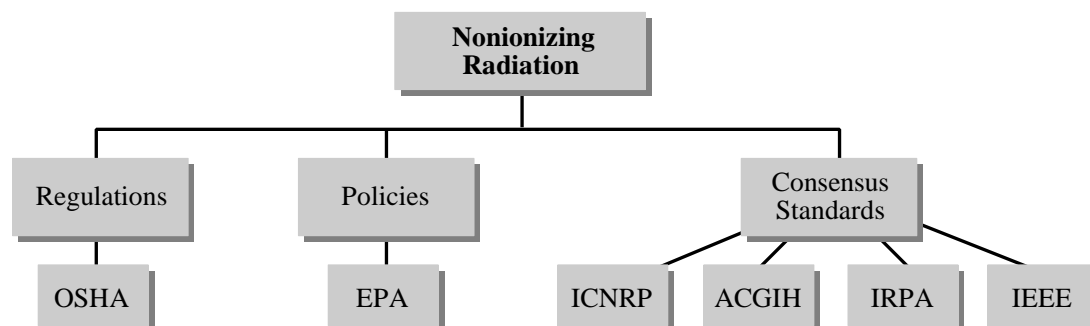 Nonionizing
Radiation
Regulations
Policies
Consensus
Standards
OSHA
EPA
ICNRP
ACGIH
IRPA
IEEE